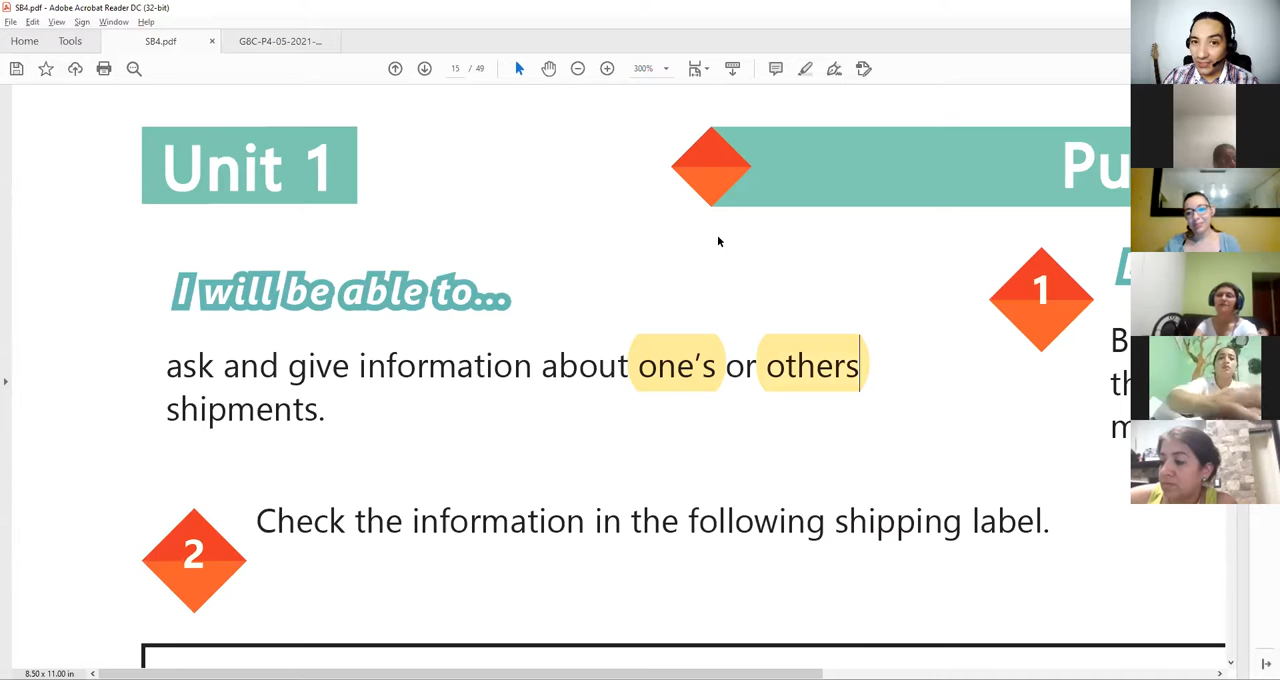 SB4.pdf - Adobe Acrobat Reader DC (32-bit)
File Edit View Sign Window Help
Home Tools SB4.pdf × G8C-P4-05-2021-...
15 / 49 300%
Unit 1
Pu
I will be able to...
1
ask and give information about one's or others
shipments.
B
th
m
2
Check the information in the following shipping label.
8.50 x 11.00 in